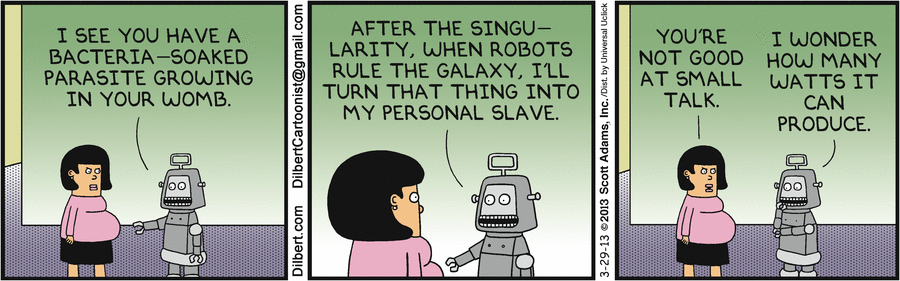 I SEE YOU HAVE A
BACTERIA-SOAKED
PARASITE GROWING
IN YOUR WOMB.
Dilbert.com DilbertCartoonist@gmail.com
AFTER THE SINGU-
LARITY, WHEN ROBOTS
RULE THE GALAXY, I'LL
TURN THAT THING INTO
MY PERSONAL SLAVE.
3-29-13 ©2013 Scott Adams, Inc./Dist. by Universal Uclick
YOU'RE
NOT GOOD
AT SMALL
TALK.
I WONDER
HOW MANY
WATTS IT
CAN
PRODUCE.